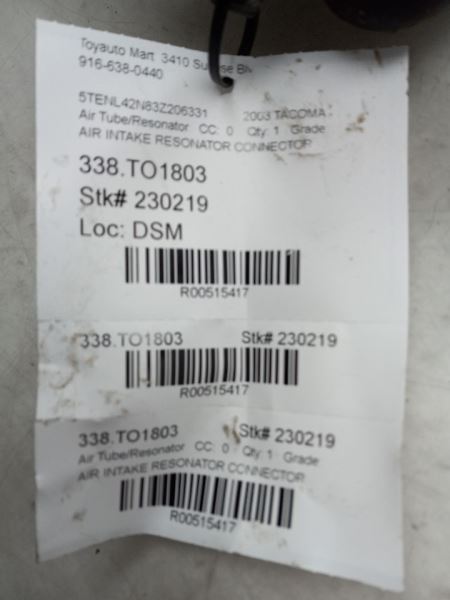 Toyauto Mart 3410 Sunrise
916-638-0440
5TENL42N83Z206331 2003 TACOMA
Air Tube/Resonator CC: 0 Qty: 1 Grade
AIR INTAKE RESONATOR CONNECTOR
338.TO1803
Stk# 230219
Loc: DSM
R00515417
338.TO1803 Stk# 230219
R00515417
338.TO1803 Stk# 230219
Air Tube/Resonator CC: 0 Qty: 1 Grade
AIR INTAKE RESONATOR CONNECTOR
R00515417